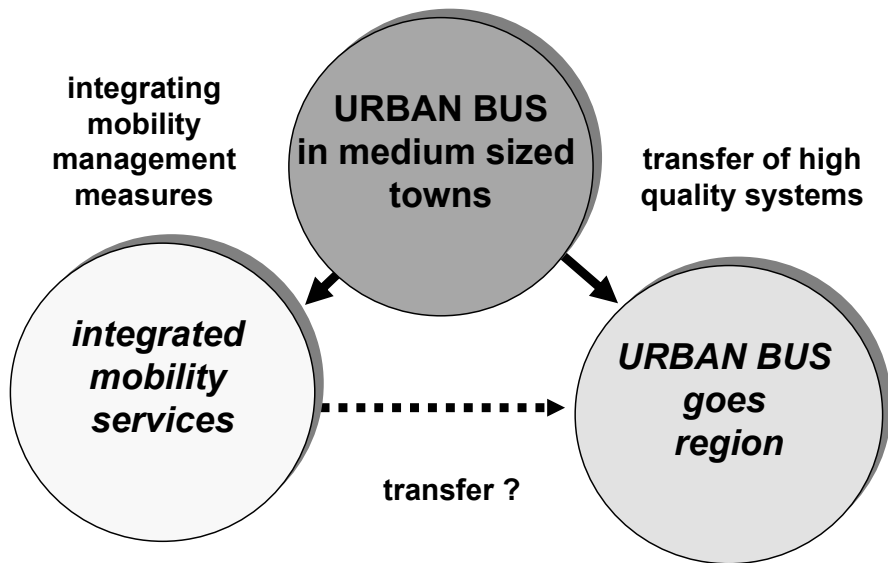 integrating
mobility
management
measures
URBAN BUS
in medium sized
towns
transfer of high
quality systems
integrated
mobility
services
URBAN BUS
goes
region
transfer ?